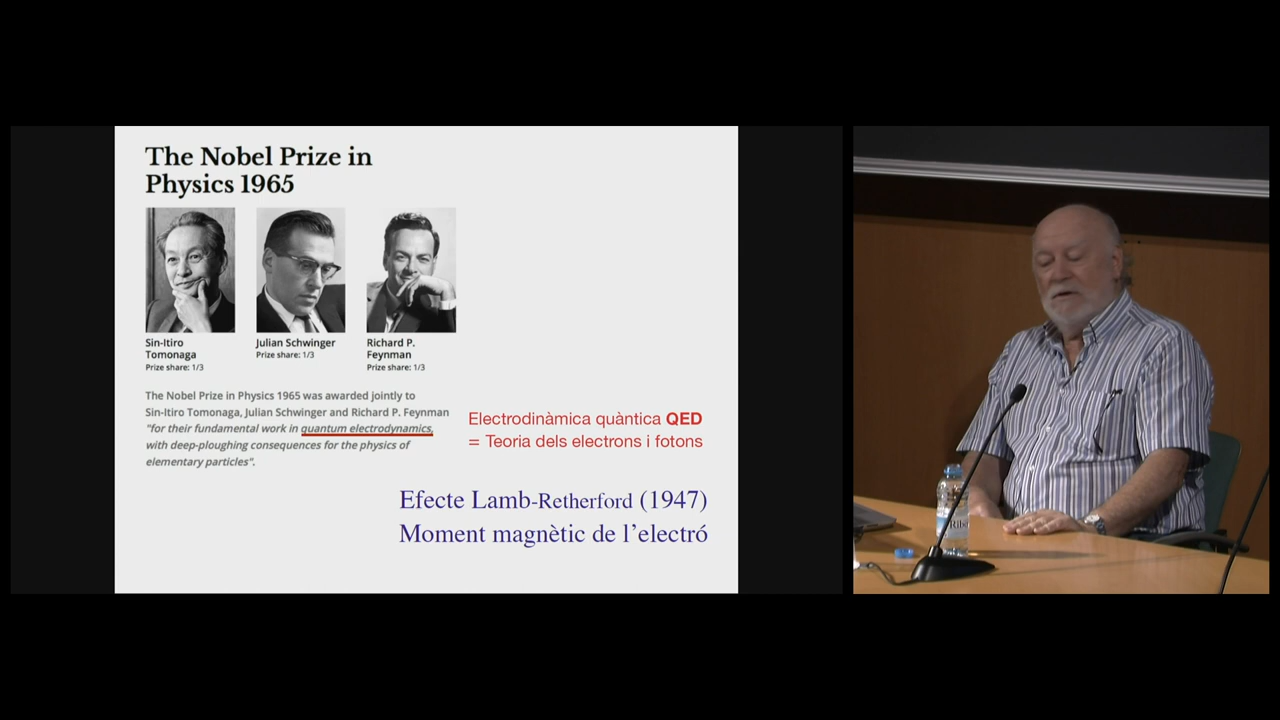 The Nobel Prize in
Physics 1965
Sin-Itiro
Tomonaga
Prize share: 1/3
Julian Schwinger
Prize share: 1/3
Richard P.
Feynman
Prize share: 1/3
The Nobel Prize in Physics 1965 was awarded jointly to
Sin-Itiro Tomonaga, Julian Schwinger and Richard P. Feynman
"for their fundamental work in quantum electrodynamics,
with deep-ploughing consequences for the physics of
elementary particles".
Electrodinàmica quàntica QED
= Teoria dels electrons i fotons
Efecte Lamb-Retherford (1947)
Moment magnètic de l'electró